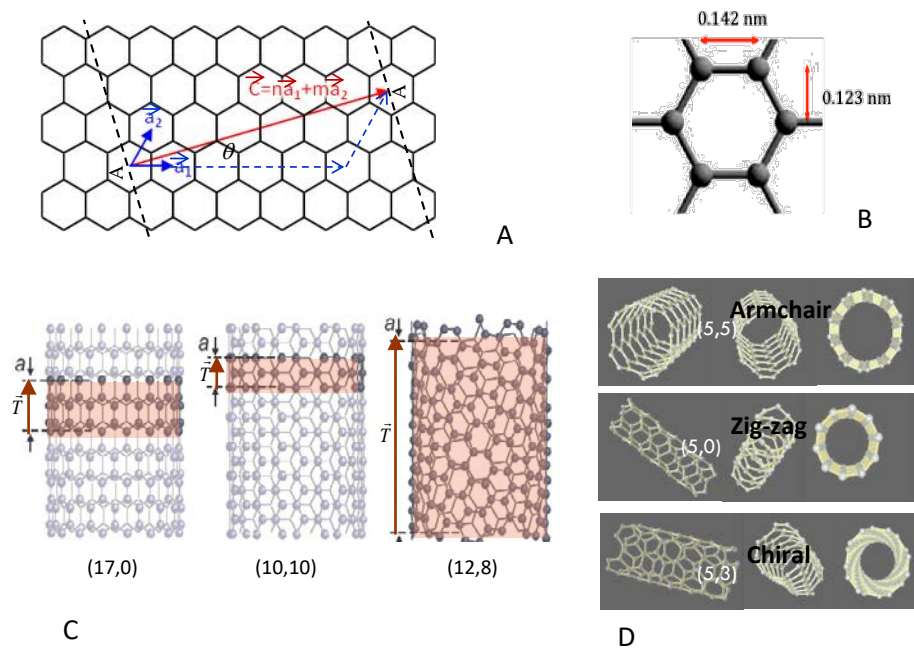 C=na₁+ma₂
a₂
θ
a₁
A
A
A
0.142 nm
0.123 nm
B
a
T
(17,0)
a
T
(10,10)
a
T
(12,8)
C
Armchair
(5,5)
Zig-zag
(5,0)
Chiral
(5,3)
D